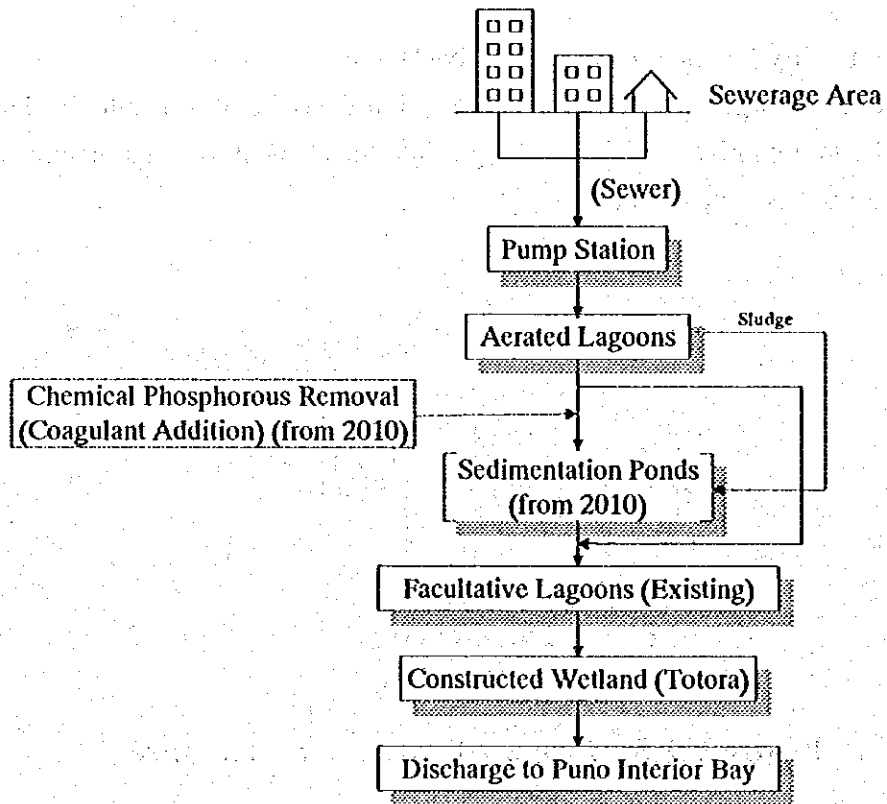 Sewerage Area
(Sewer)
Pump Station
Aerated Lagoons
Sludge
Chemical Phosphorous Removal
(Coagulant Addition) (from 2010)
Sedimentation Ponds
(from 2010)
Facultative Lagoons (Existing)
Constructed Wetland (Totora)
Discharge to Puno Interior Bay